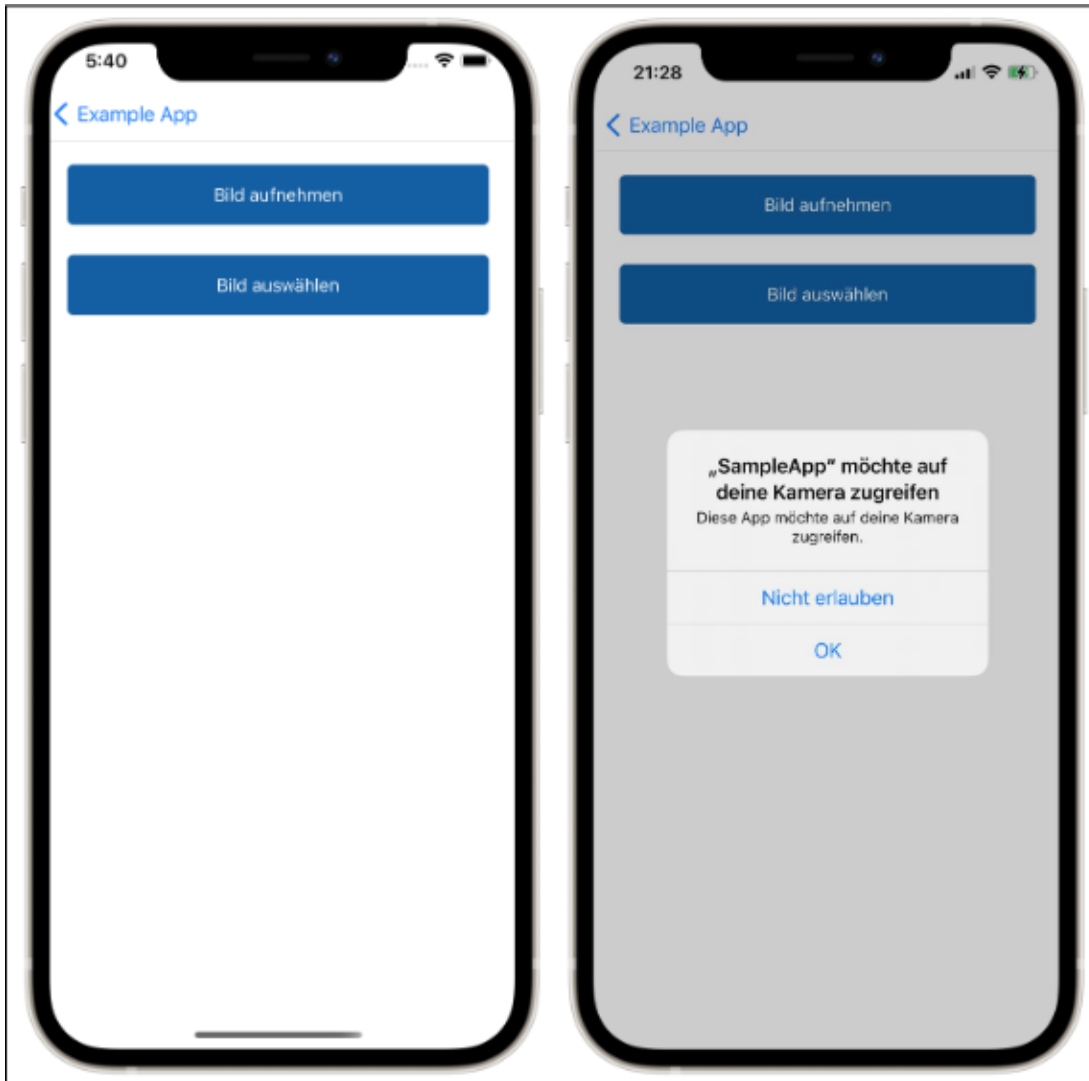 5:40
Example App
Bild aufnehmen
Bild auswählen
21:28
Example App
Bild aufnehmen
Bild auswählen
„SampleApp“ möchte auf
deine Kamera zugreifen
Diese App möchte auf deine Kamera
zugreifen.
Nicht erlauben
OK